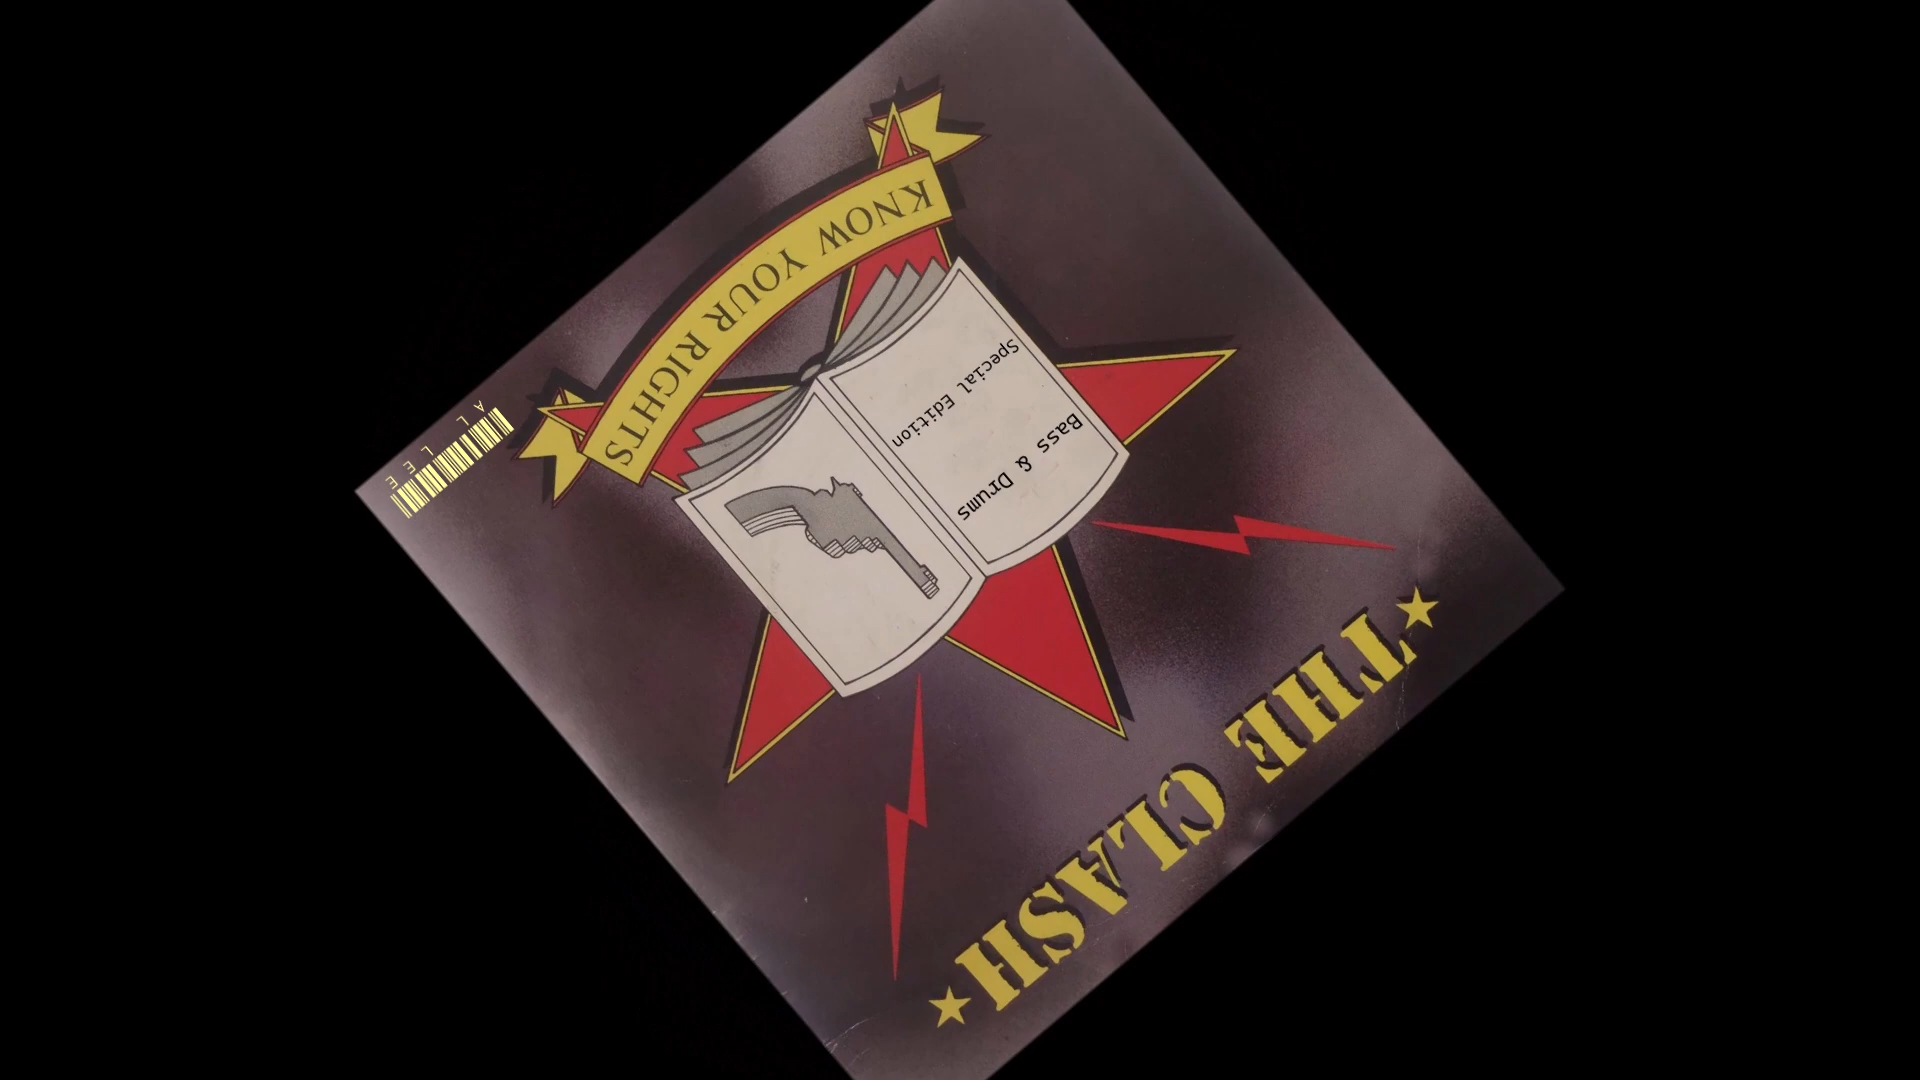 THE CLASH
Bass & Drums
Special Edition
KNOW YOUR RIGHTS
A L L E E